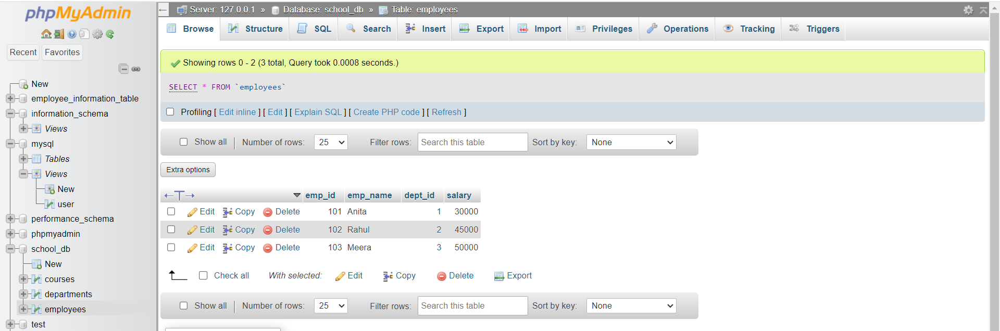 phpMyAdmin
Recent Favorites
New
employee_information_table
information_schema
Views
mysql
Tables
Views
New
user
performance_schema
phpmyadmin
school_db
New
courses
departments
employees
test
Server: 127.0.0.1 » Database: school_db » Table: employees
Browse Structure SQL Search Insert Export Import Privileges Operations Tracking Triggers
Showing rows 0 - 2 (3 total, Query took 0.0008 seconds.)
SELECT * FROM `employees`
Profiling [ Edit inline ] [ Edit ] [ Explain SQL ] [ Create PHP code ] [ Refresh ]
Show all Number of rows: 25 Filter rows: Search this table Sort by key: None
Extra options
←T→ emp_id emp_name dept_id salary
Edit Copy Delete 101 Anita 1 30000
Edit Copy Delete 102 Rahul 2 45000
Edit Copy Delete 103 Meera 3 50000
Check all With selected: Edit Copy Delete Export
Show all Number of rows: 25 Filter rows: Search this table Sort by key: None